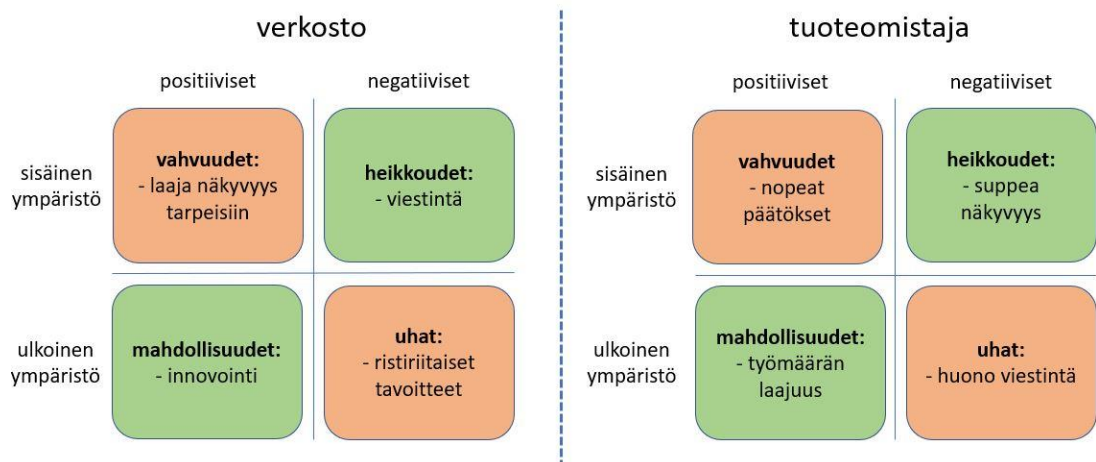 verkosto
positiiviset
negatiiviset
sisäinen
ympäristö
vahvuudet:
- laaja näkyvyys
tarpeisiin
heikkoudet:
- viestintä
ulkoinen
ympäristö
mahdollisuudet:
- innovointi
uhat:
- ristiriitaiset
tavoitteet
tuoteomistaja
positiiviset
negatiiviset
sisäinen
ympäristö
vahvuudet
- nopeat
päätökset
heikkoudet:
- suppea
näkyvyys
ulkoinen
ympäristö
mahdollisuudet:
- työmäärän
laajuus
uhat:
- huono viestintä